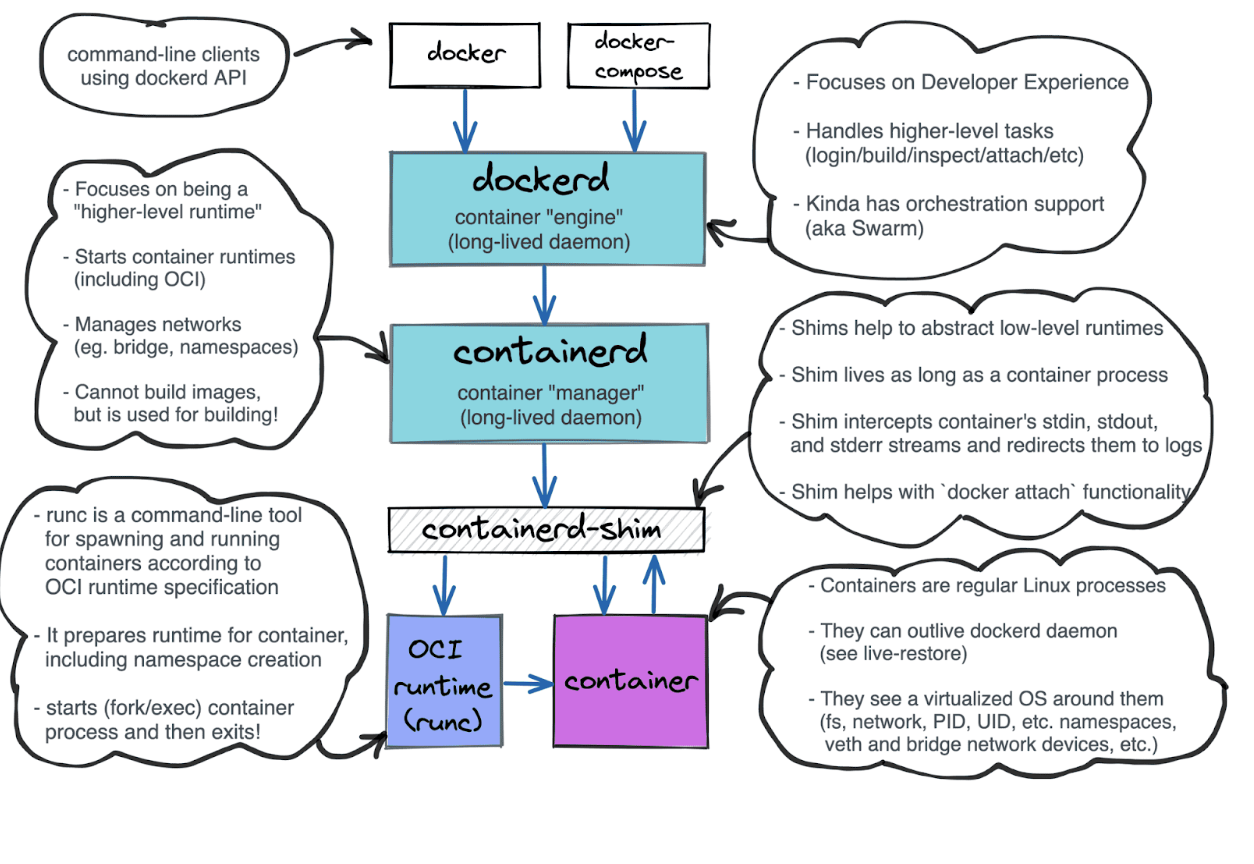 command-line clients
using dockerd API
docker
docker-
compose
- Focuses on Developer Experience
- Handles higher-level tasks
(login/build/inspect/attach/etc)
- Kinda has orchestration support
(aka Swarm)
dockerd
container "engine"
(long-lived daemon)
- Focuses on being a
"higher-level runtime"
- Starts container runtimes
(including OCI)
- Manages networks
(eg. bridge, namespaces)
- Cannot build images,
but is used for building!
containerd
container "manager"
(long-lived daemon)
- Shims help to abstract low-level runtimes
- Shim lives as long as a container process
- Shim intercepts container's stdin, stdout,
and stderr streams and redirects them to logs
- Shim helps with `docker attach` functionality
containerd-shim
- runc is a command-line tool
for spawning and running
containers according to
OCI runtime specification
- It prepares runtime for container,
including namespace creation
- starts (fork/exec) container
process and then exits!
OCI
runtime
(runc)
container
- Containers are regular Linux processes
- They can outlive dockerd daemon
(see live-restore)
- They see a virtualized OS around them
(fs, network, PID, UID, etc. namespaces,
veth and bridge network devices, etc.)